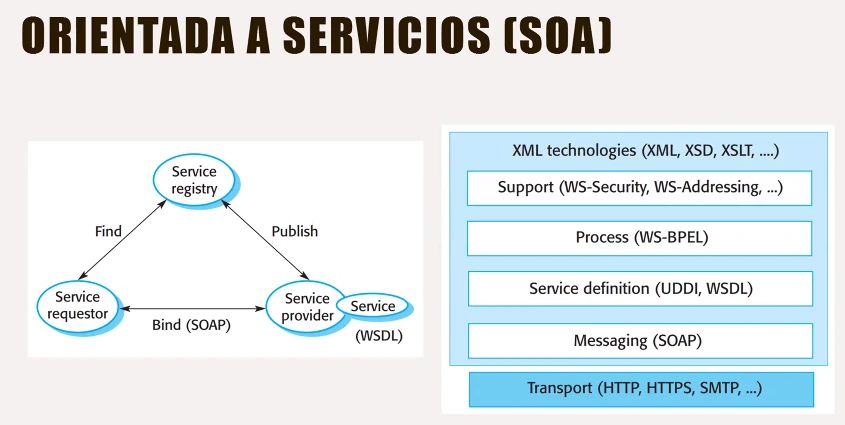 ORIENTADA A SERVICIOS (SOA)
Service
registry
Find
Publish
Service
requestor
Bind (SOAP)
Service
provider
Service
(WSDL)
XML technologies (XML, XSD, XSLT, ....)
Support (WS-Security, WS-Addressing, ...)
Process (WS-BPEL)
Service definition (UDDI, WSDL)
Messaging (SOAP)
Transport (HTTP, HTTPS, SMTP, ...)